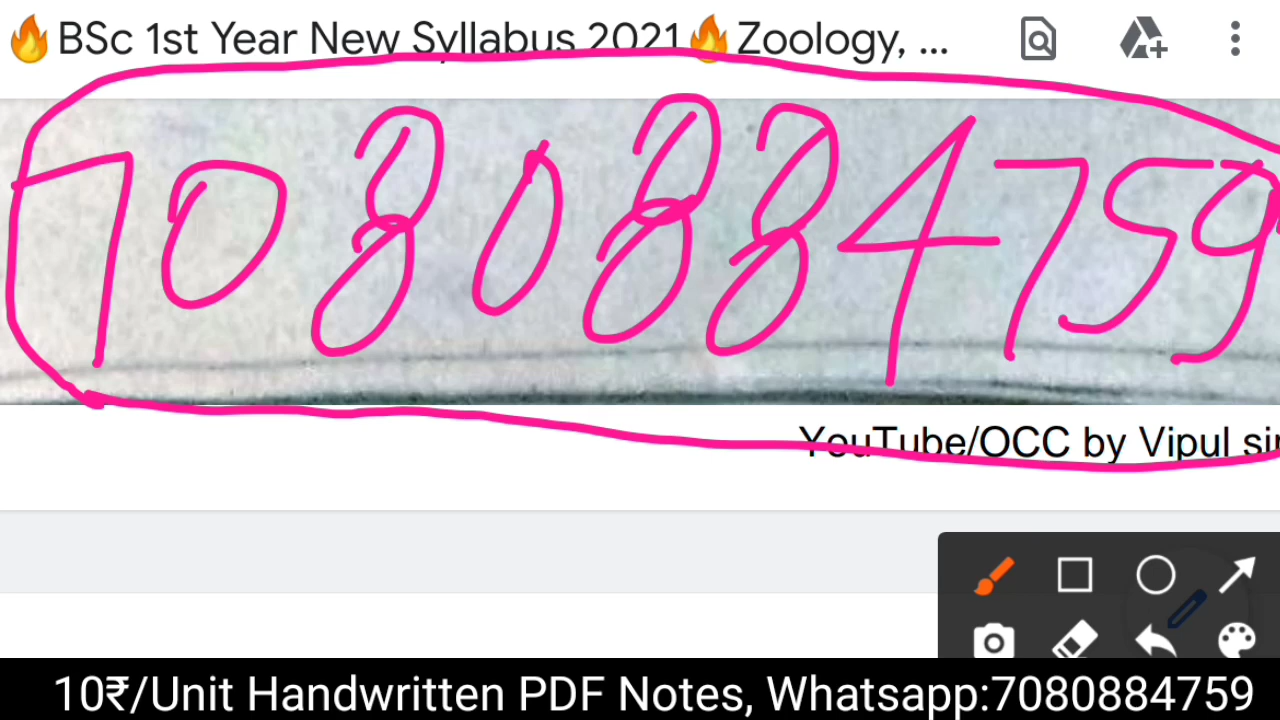 🔥BSc 1st Year New Syllabus 2021🔥Zoology, ...
7080884759
YouTube/OCC by Vipul
10₹/Unit Handwritten PDF Notes, Whatsapp:7080884759